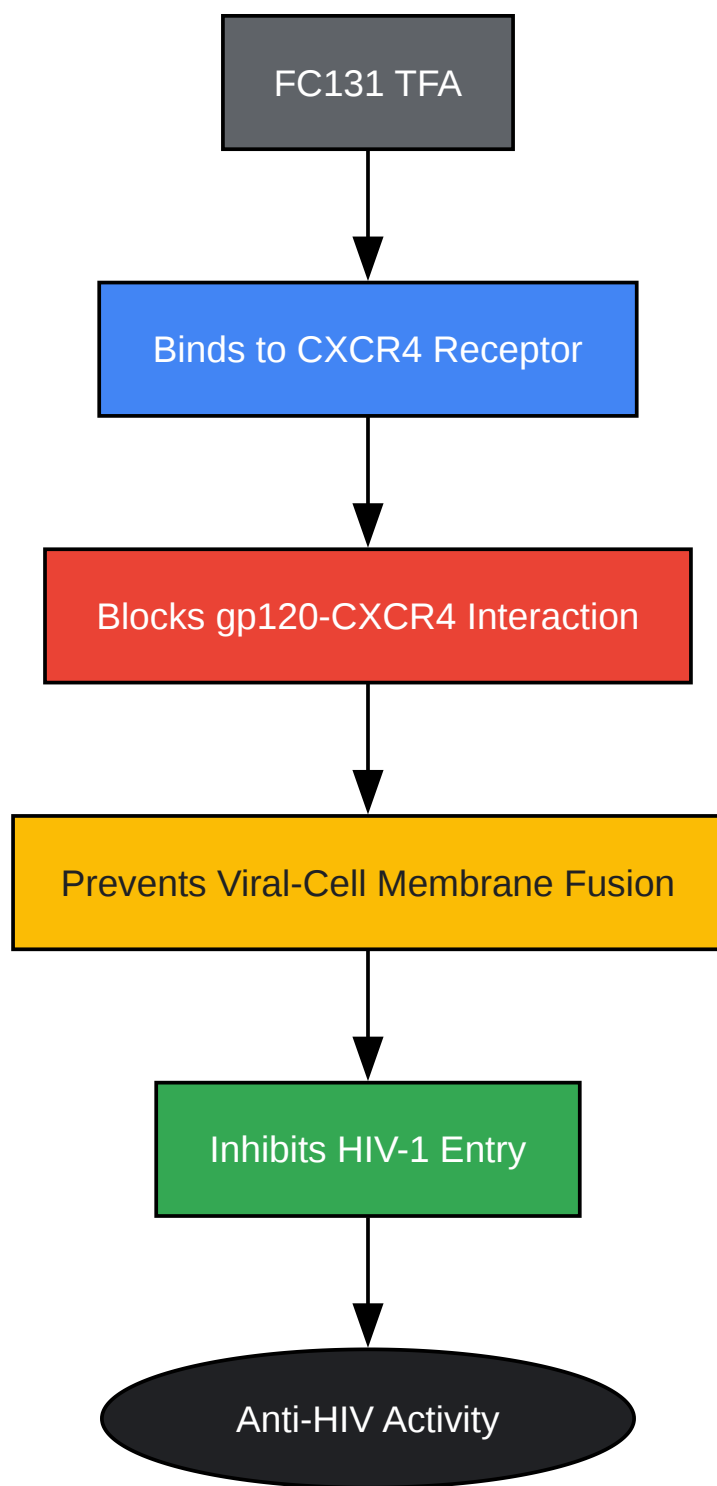 FC131 TFA
Binds to CXCR4 Receptor
Blocks gp120-CXCR4 Interaction
Prevents Viral-Cell Membrane Fusion
Inhibits HIV-1 Entry
Anti-HIV Activity